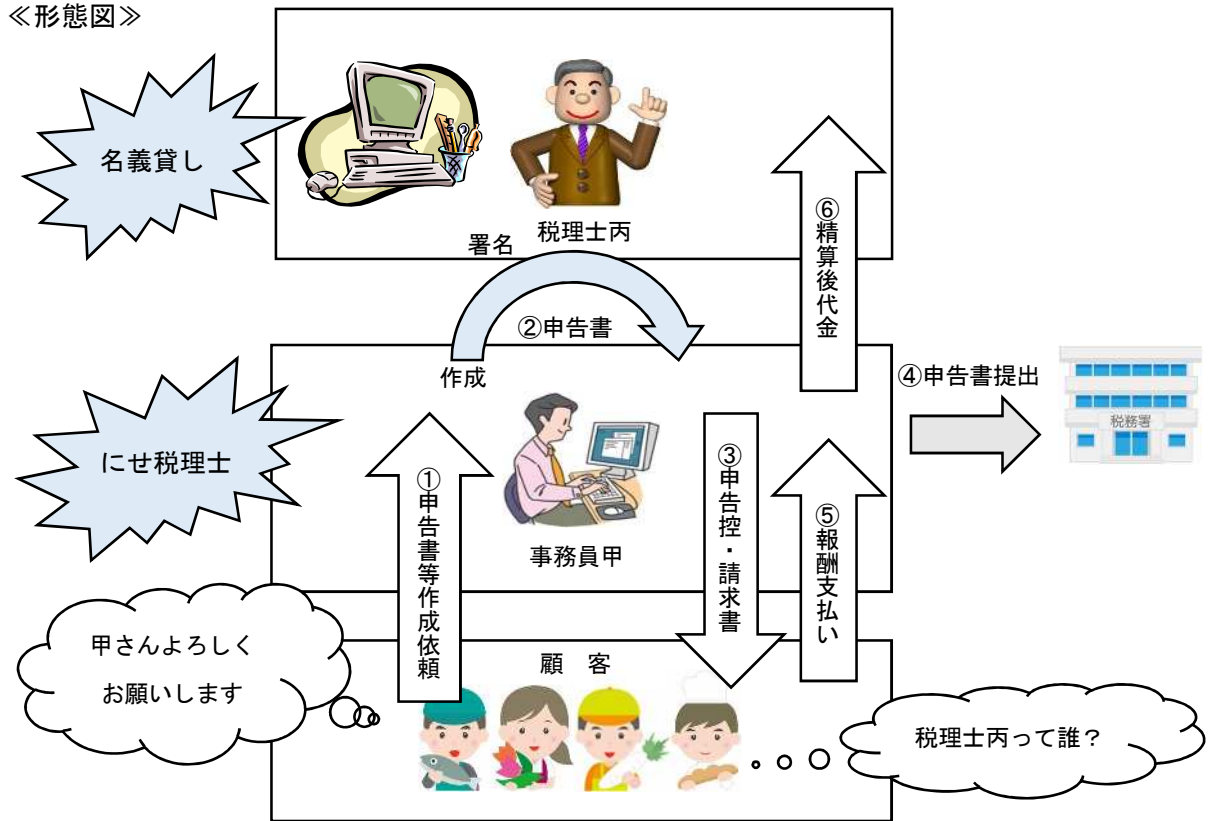 ≪形態図≫
名義貸し
税理士丙
署名
②申告書
作成
⑥精算後代金
④申告書提出
税務署
にせ税理士
事務員甲
①申告書等作成依頼
③申告控・請求書
⑤報酬支払い
甲さんよろしく
お願いします
顧 客
税理士丙って誰？